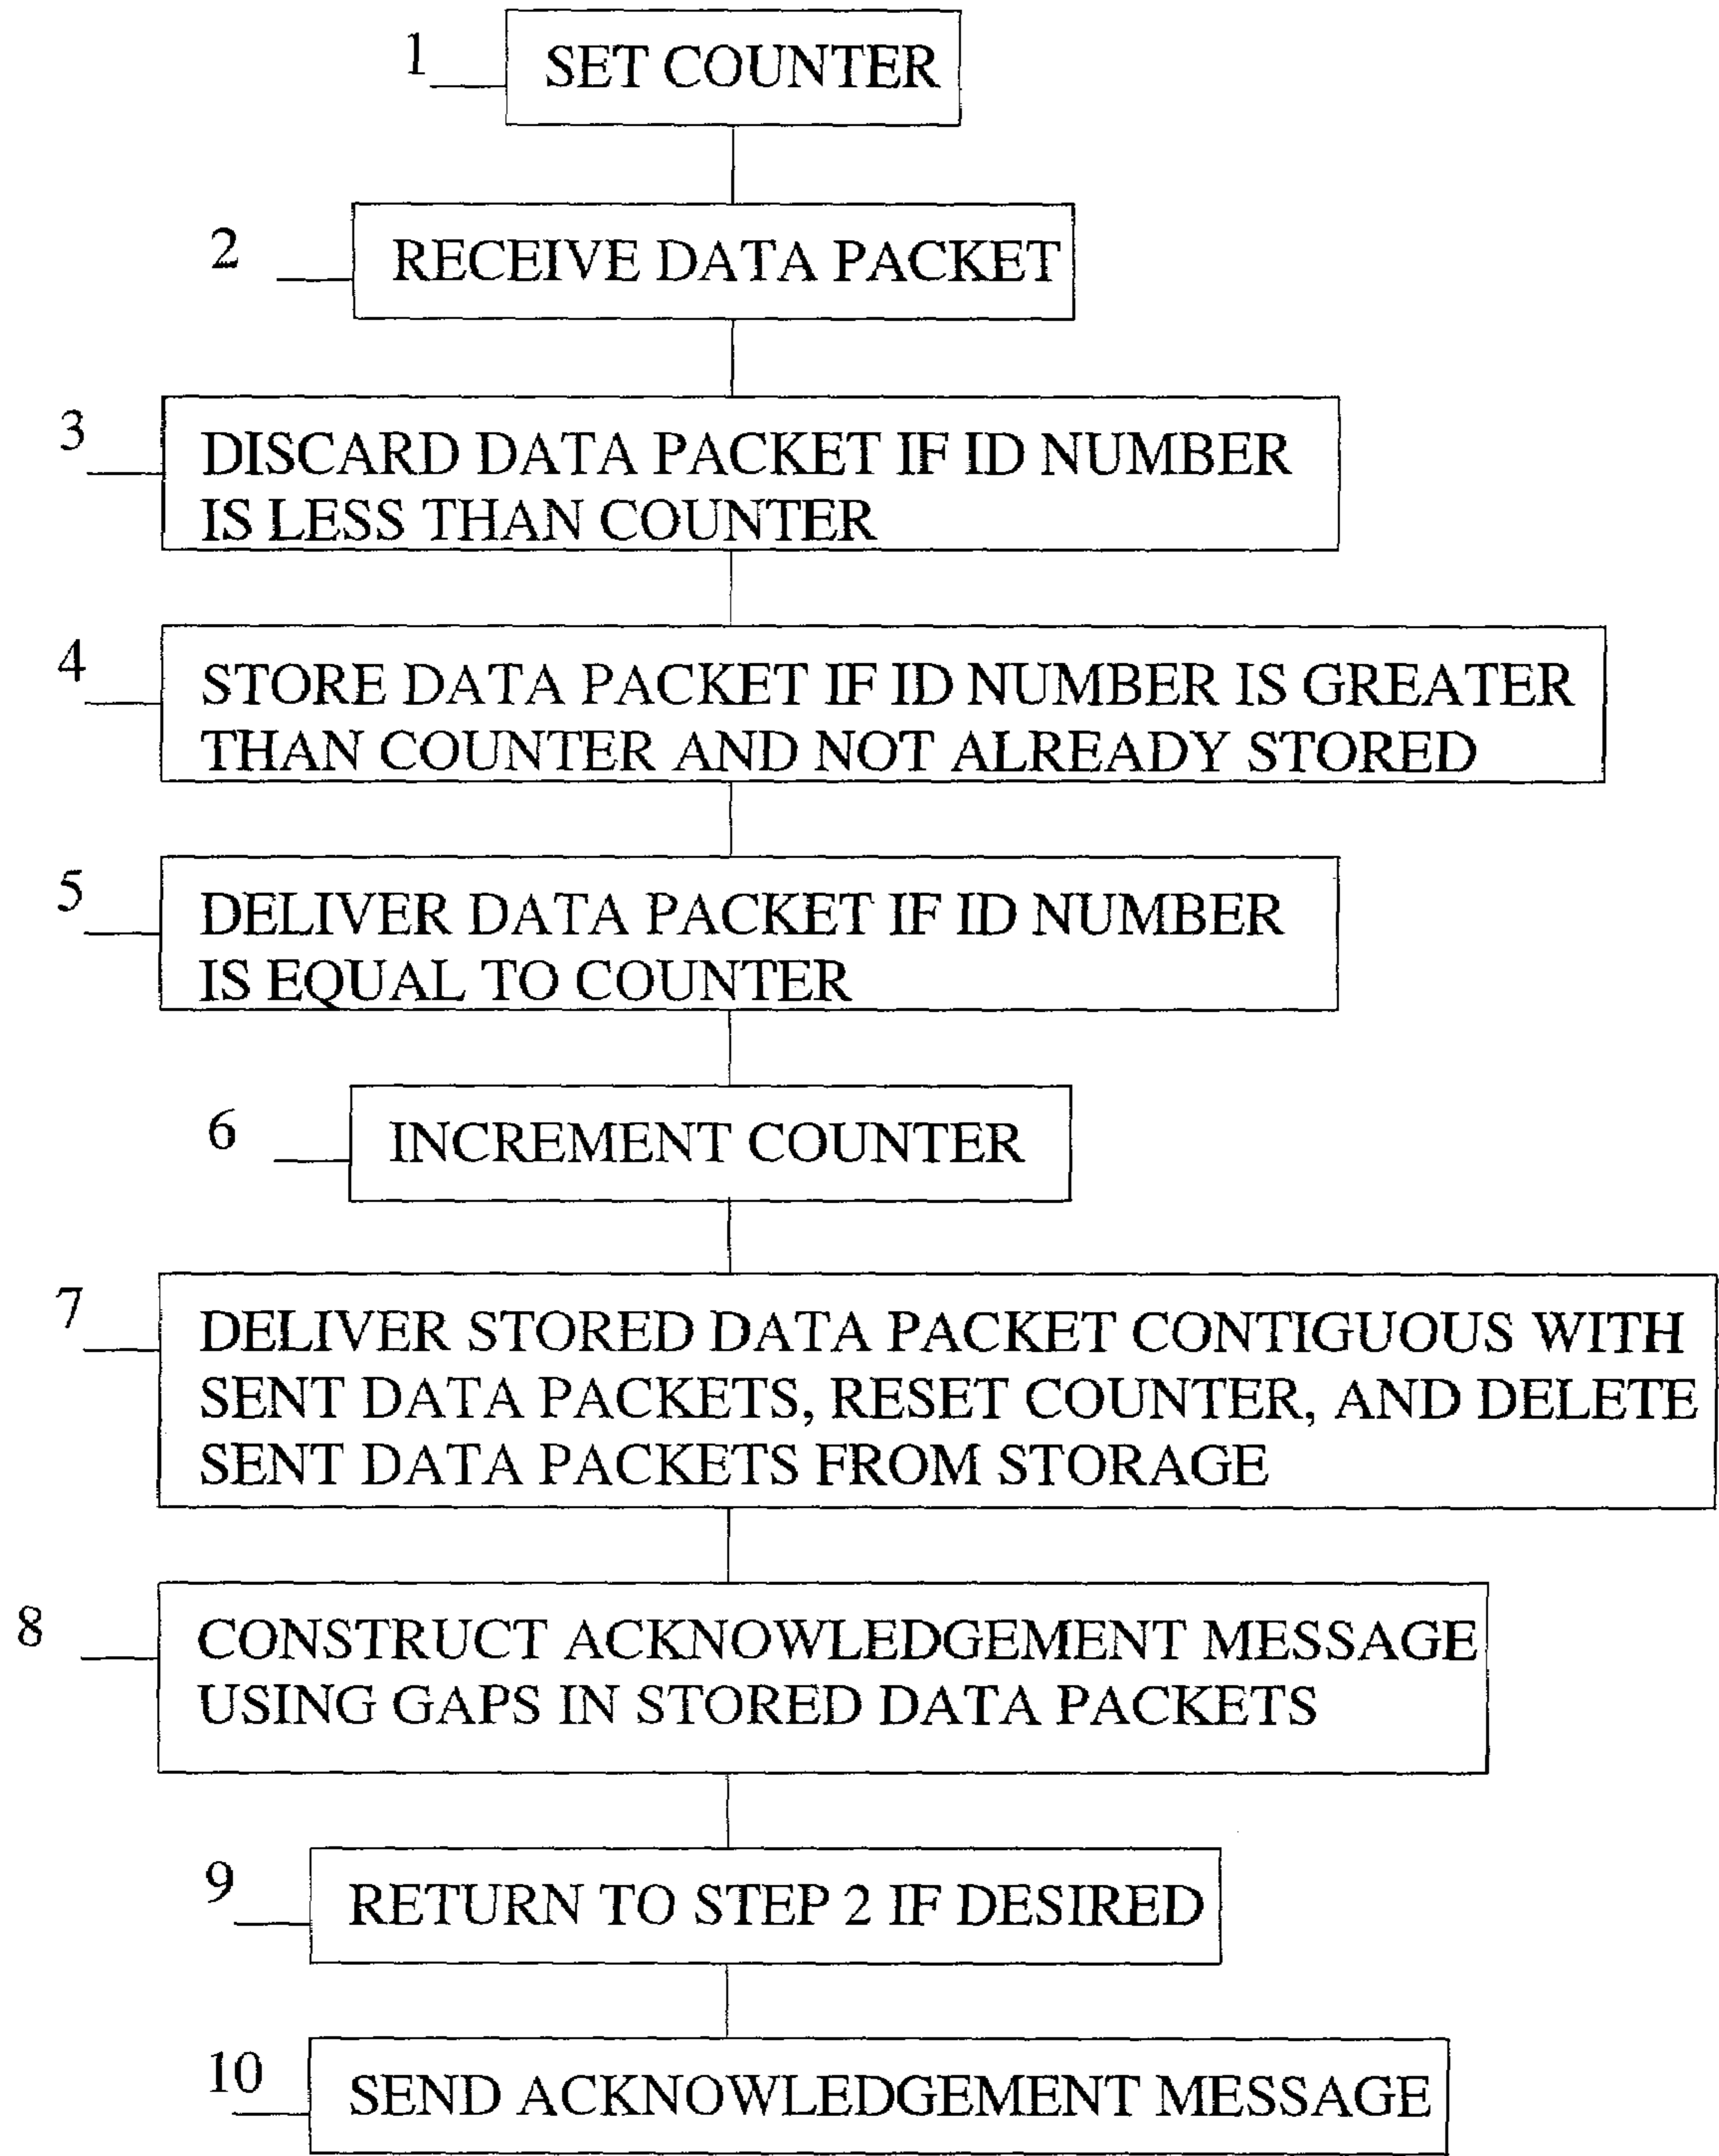 1 SET COUNTER
2 RECEIVE DATA PACKET
3 DISCARD DATA PACKET IF ID NUMBER
IS LESS THAN COUNTER
4 STORE DATA PACKET IF ID NUMBER IS GREATER
THAN COUNTER AND NOT ALREADY STORED
5 DELIVER DATA PACKET IF ID NUMBER
IS EQUAL TO COUNTER
6 INCREMENT COUNTER
7 DELIVER STORED DATA PACKET CONTIGUOUS WITH
SENT DATA PACKETS, RESET COUNTER, AND DELETE
SENT DATA PACKETS FROM STORAGE
8 CONSTRUCT ACKNOWLEDGEMENT MESSAGE
USING GAPS IN STORED DATA PACKETS
9 RETURN TO STEP 2 IF DESIRED
10 SEND ACKNOWLEDGEMENT MESSAGE